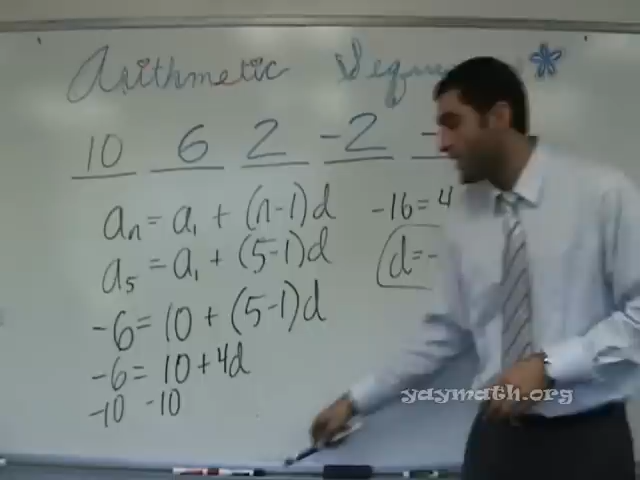 Arithmetic
10 6 2 -2 -
aₙ = a₁ + (n-1)d
a₅ = a₁ + (5-1)d
-6 = 10 + (5-1)d
-6 = 10 + 4d
-10 -10
-16 = 4
d = -
yaymath.org